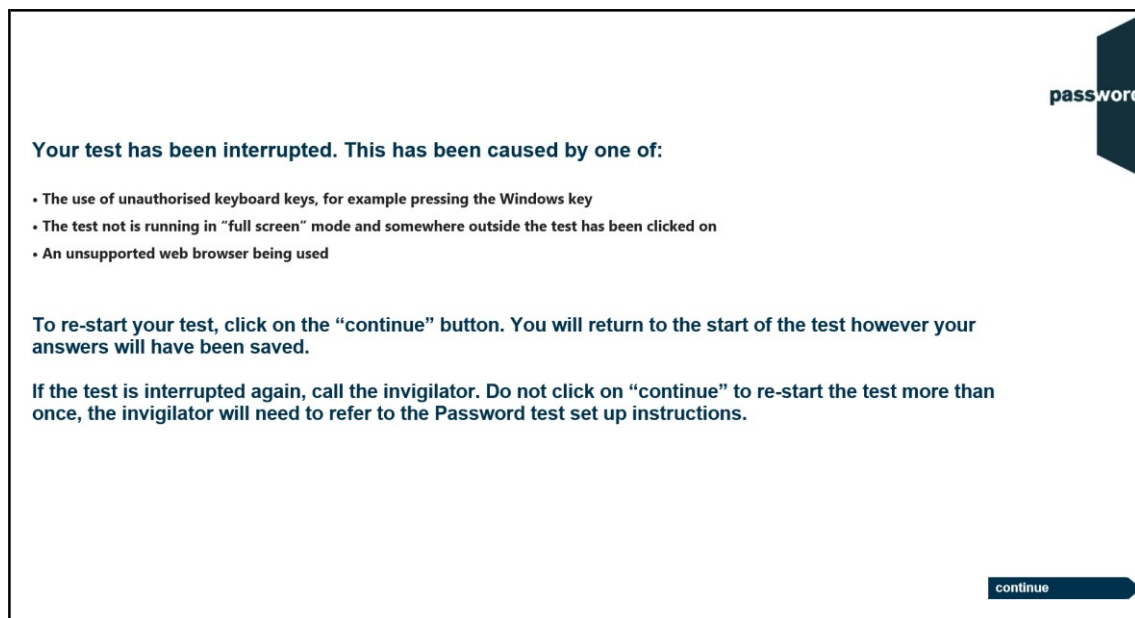 password
Your test has been interrupted. This has been caused by one of:
• The use of unauthorised keyboard keys, for example pressing the Windows key
• The test not is running in “full screen” mode and somewhere outside the test has been clicked on
• An unsupported web browser being used
To re-start your test, click on the “continue” button. You will return to the start of the test however your
answers will have been saved.
If the test is interrupted again, call the invigilator. Do not click on “continue” to re-start the test more than
once, the invigilator will need to refer to the Password test set up instructions.
continue